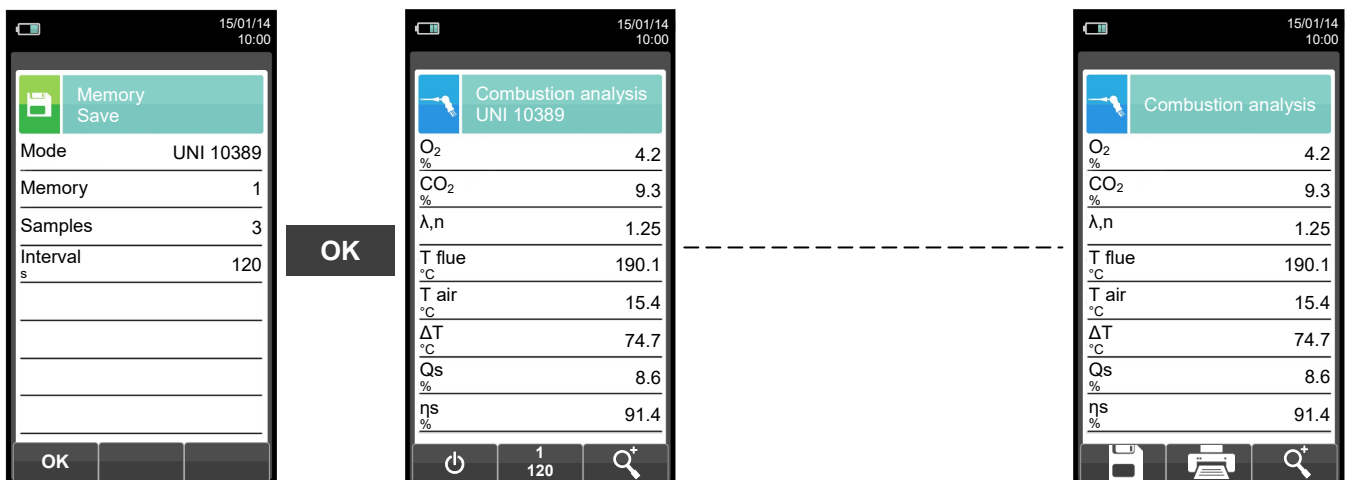 15/01/14
10:00
Memory
Save
Mode UNI 10389
Memory 1
Samples 3
Interval
s 120
OK
OK
15/01/14
10:00
Combustion analysis
UNI 10389
O₂
% 4.2
CO₂
% 9.3
λ,n 1.25
T flue
°C 190.1
T air
°C 15.4
ΔT
°C 74.7
Qs
% 8.6
ηs
% 91.4
1
120
15/01/14
10:00
Combustion analysis
O₂
% 4.2
CO₂
% 9.3
λ,n 1.25
T flue
°C 190.1
T air
°C 15.4
ΔT
°C 74.7
Qs
% 8.6
ηs
% 91.4